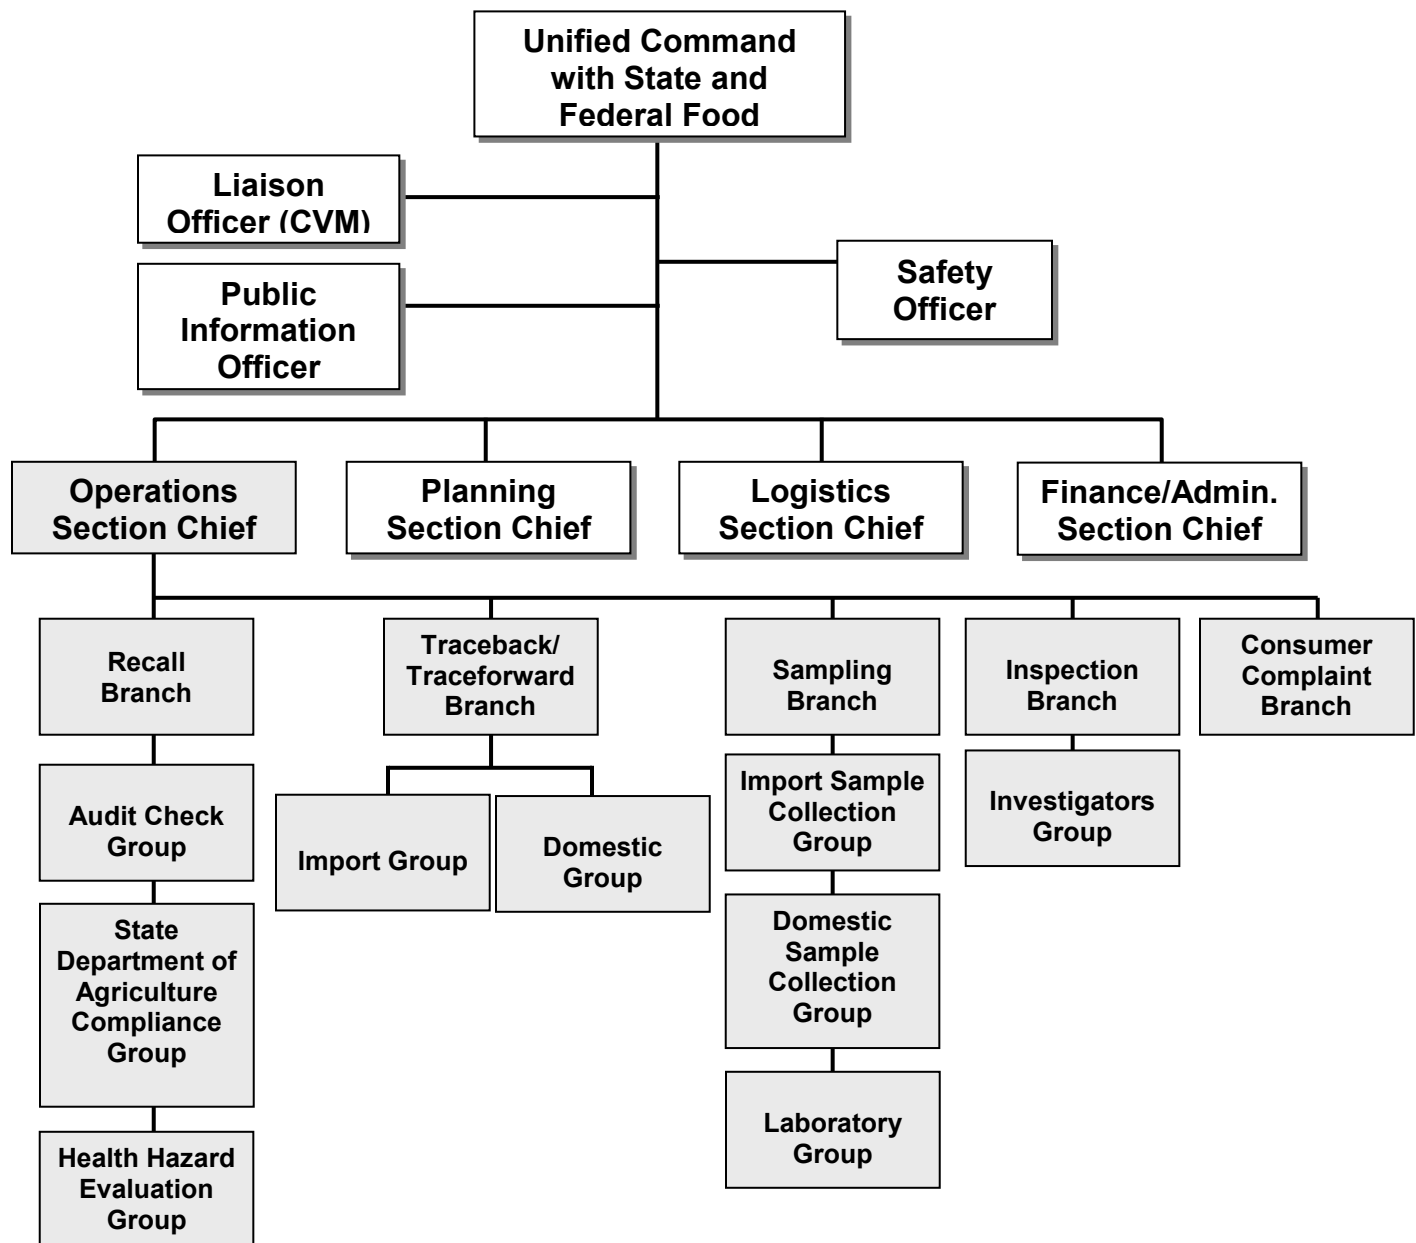 Unified Command
with State and
Federal Food
Liaison
Officer (CVM)
Safety
Officer
Public
Information
Officer
Operations
Section Chief
Planning
Section Chief
Logistics
Section Chief
Finance/Admin.
Section Chief
Recall
Branch
Traceback/
Traceforward
Branch
Sampling
Branch
Inspection
Branch
Consumer
Complaint
Branch
Audit Check
Group
Import Group
Domestic
Group
Import Sample
Collection
Group
Investigators
Group
State
Department of
Agriculture
Compliance
Group
Domestic
Sample
Collection
Group
Health Hazard
Evaluation
Group
Laboratory
Group